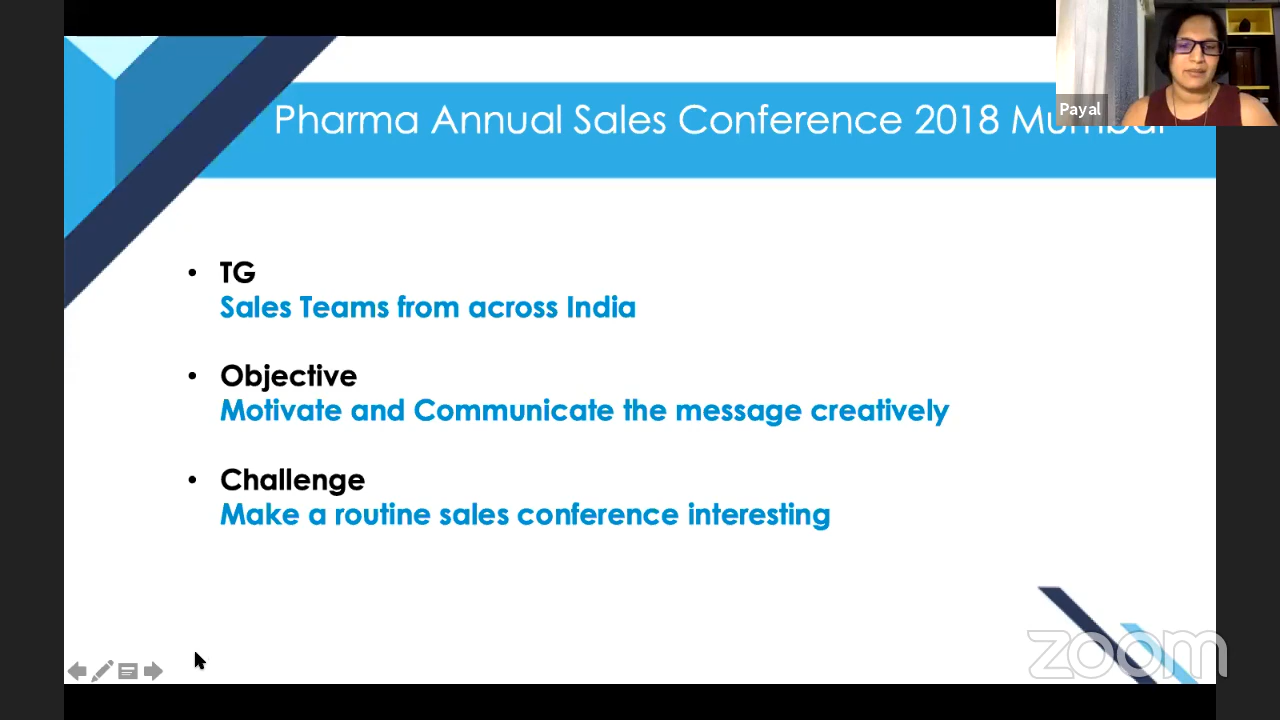 Pharma Annual Sales Conference 2018 Mumbai
Payal
• TG
Sales Teams from across India
• Objective
Motivate and Communicate the message creatively
• Challenge
Make a routine sales conference interesting
zoom